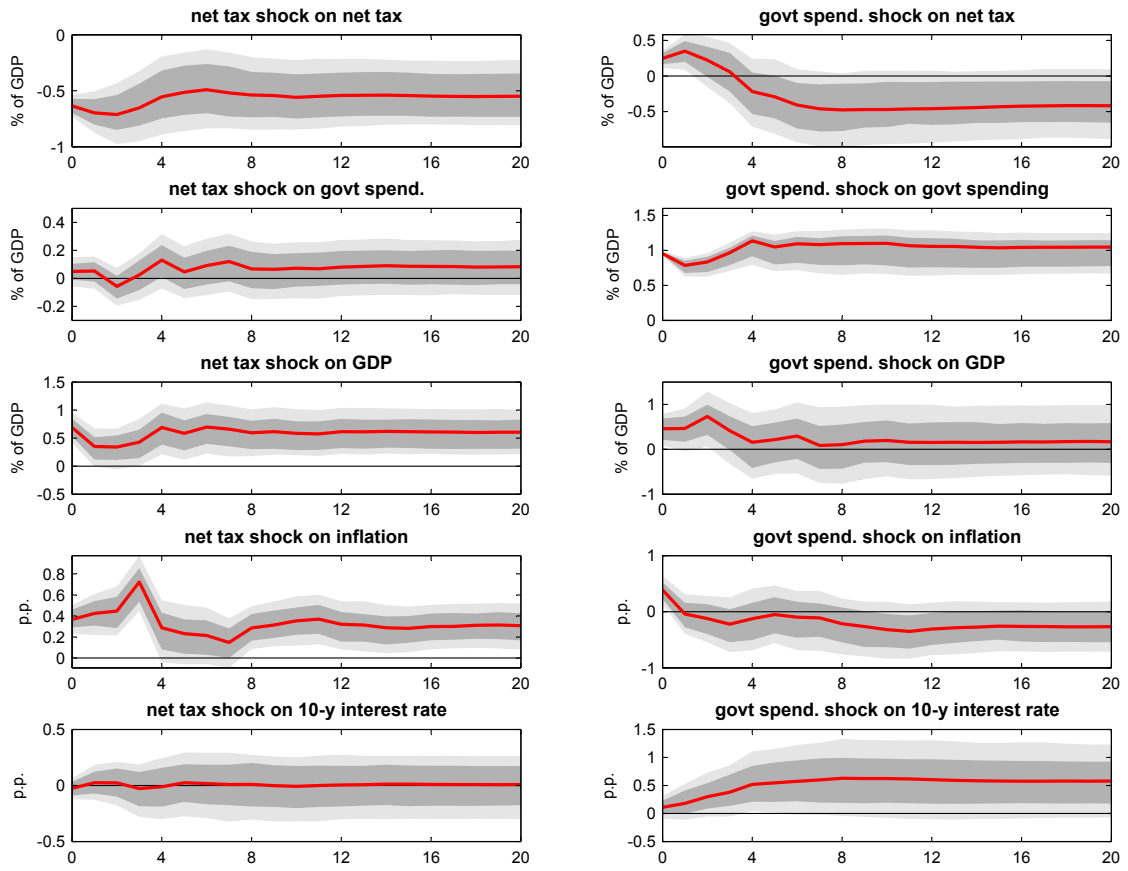 net tax shock on net tax
% of GDP
0
-0.5
-1
0 4 8 12 16 20
govt spend. shock on net tax
% of GDP
0.5
0
-0.5
0 4 8 12 16 20
net tax shock on govt spend.
% of GDP
0.4
0.2
0
-0.2
0 4 8 12 16 20
govt spend. shock on govt spending
% of GDP
1.5
1
0.5
0
0 4 8 12 16 20
net tax shock on GDP
% of GDP
1.5
1
0.5
0
-0.5
0 4 8 12 16 20
govt spend. shock on GDP
% of GDP
1
0
-1
0 4 8 12 16 20
net tax shock on inflation
p.p.
0.8
0.6
0.4
0.2
0
0 4 8 12 16 20
govt spend. shock on inflation
p.p.
1
0
-1
0 4 8 12 16 20
net tax shock on 10-y interest rate
p.p.
0.5
0
-0.5
0 4 8 12 16 20
govt spend. shock on 10-y interest rate
p.p.
1.5
1
0.5
0
-0.5
0 4 8 12 16 20